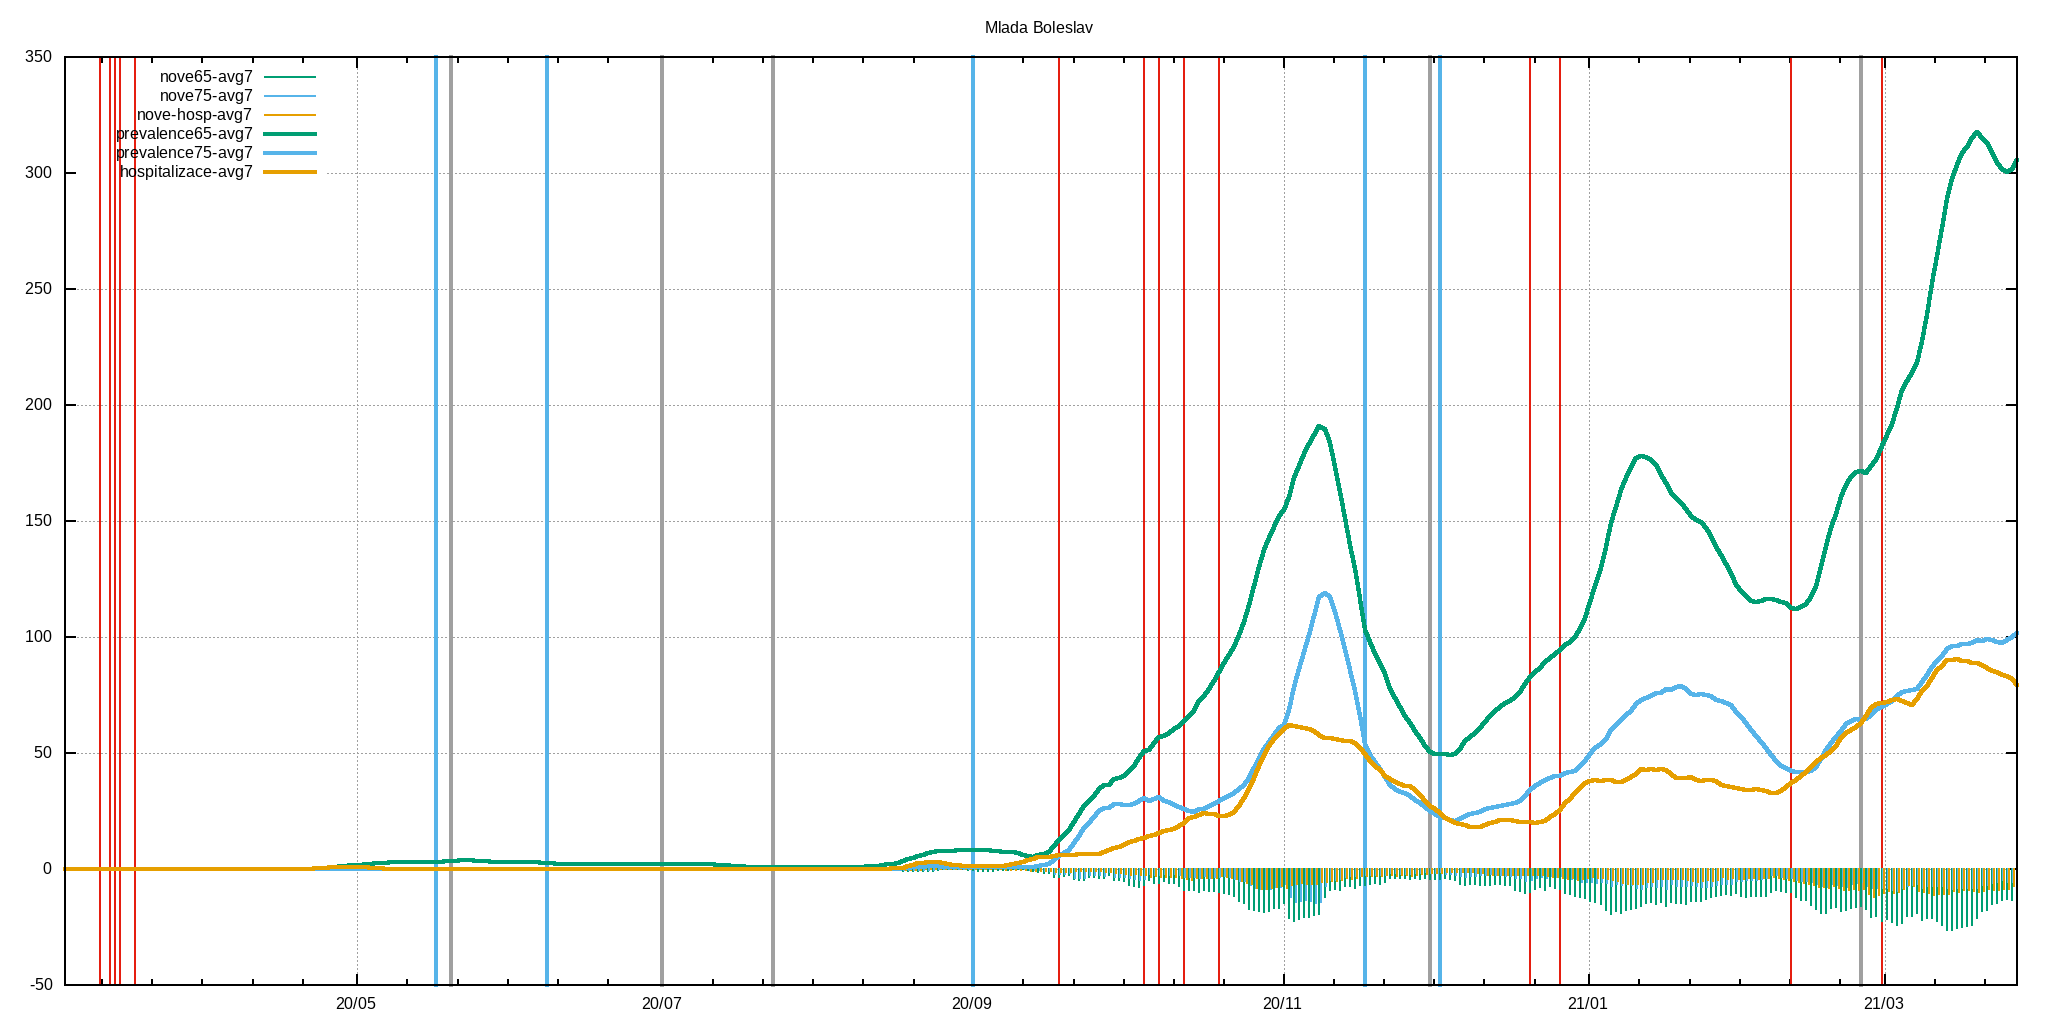 Mlada Boleslav
350
300
250
200
150
100
50
0
-50
nove65-avg7
nove75-avg7
nove-hosp-avg7
prevalence65-avg7
prevalence75-avg7
hospitalizace-avg7
20/05 20/07 20/09 20/11 21/01 21/03